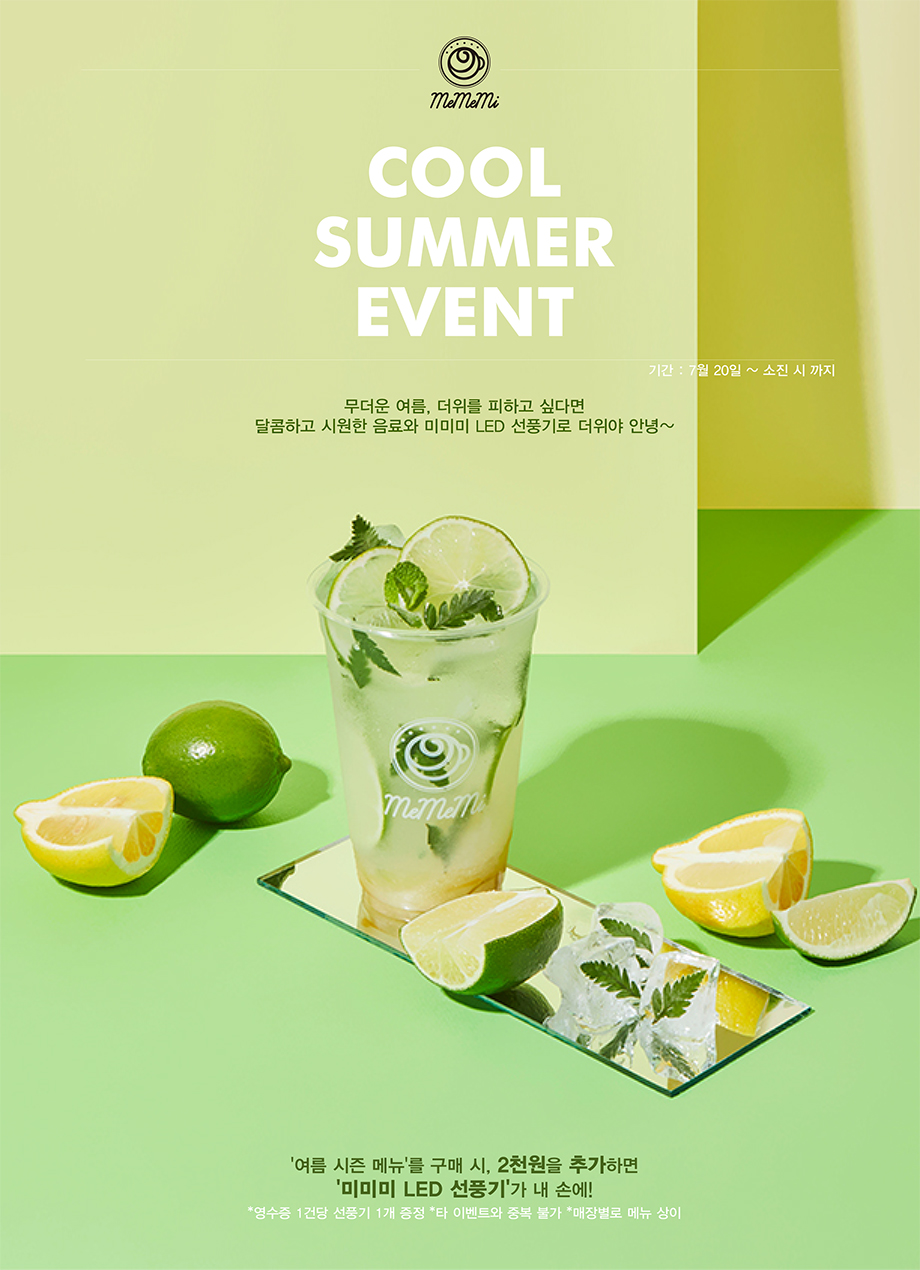 MeMeMi
COOL
SUMMER
EVENT
기간 : 7월 20일 ~ 소진 시 까지
무더운 여름, 더위를 피하고 싶다면
달콤하고 시원한 음료와 미미미 LED 선풍기로 더위야 안녕~
MeMeMi
'여름 시즌 메뉴'를 구매 시, 2천원을 추가하면
'미미미 LED 선풍기'가 내 손에!
*영수증 1건당 선풍기 1개 증정 *타 이벤트와 중복 불가 *매장별로 메뉴 상이